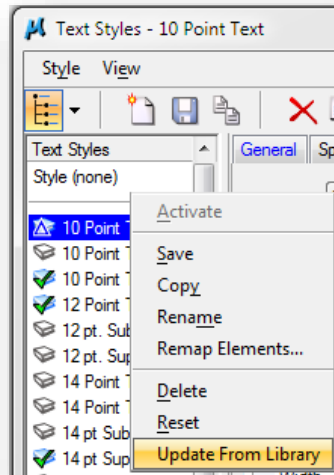 Text Styles - 10 Point Text
Style View
Text Styles
General
Style (none)
10 Point
10 Point
10 Point
12 Point
12 pt. Sub
12 pt. Sup
14 Point
14 Point
14 pt Sub
14 pt Sup
Activate
Save
Copy
Rename
Remap Elements...
Delete
Reset
Update From Library